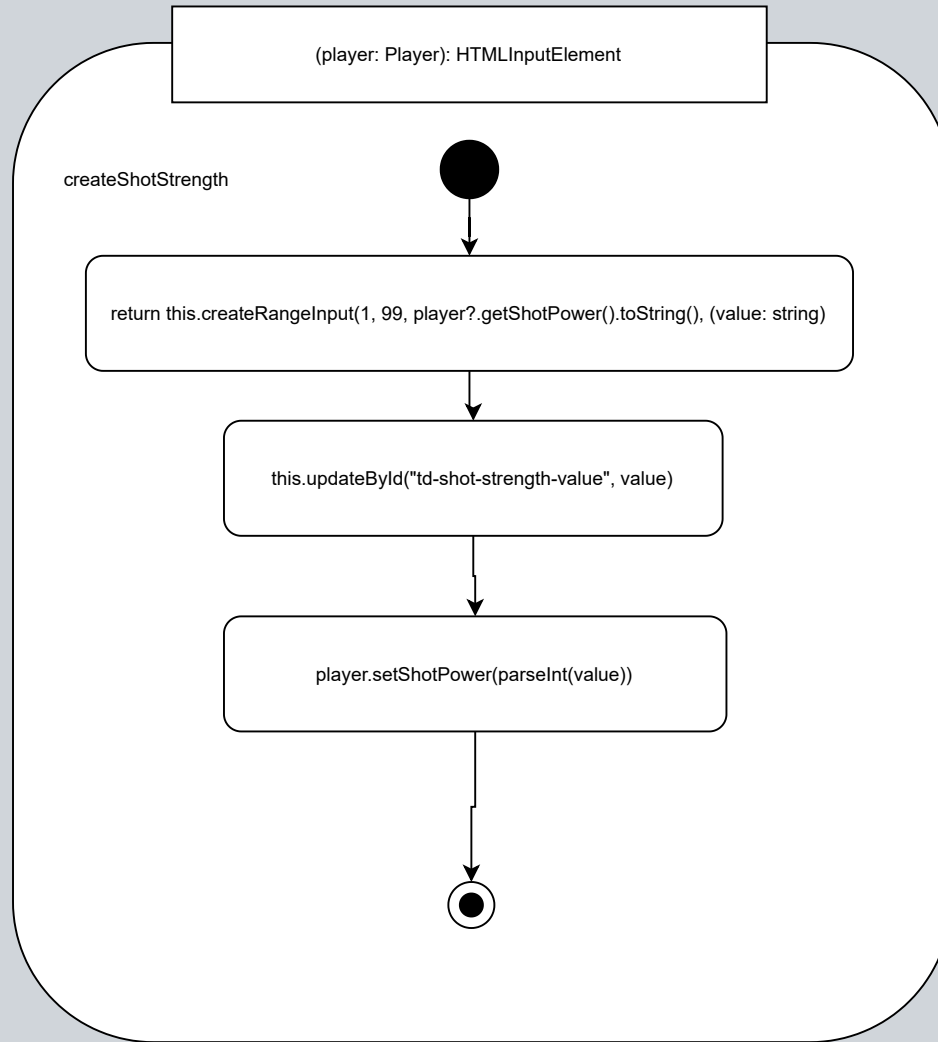 (player: Player): HTMLInputElement
createShotStrength
return this.createRangeInput(1, 99, player?.getShotPower().toString(), (value: string)
this.updateById("td-shot-strength-value", value)
player.setShotPower(parseInt(value))